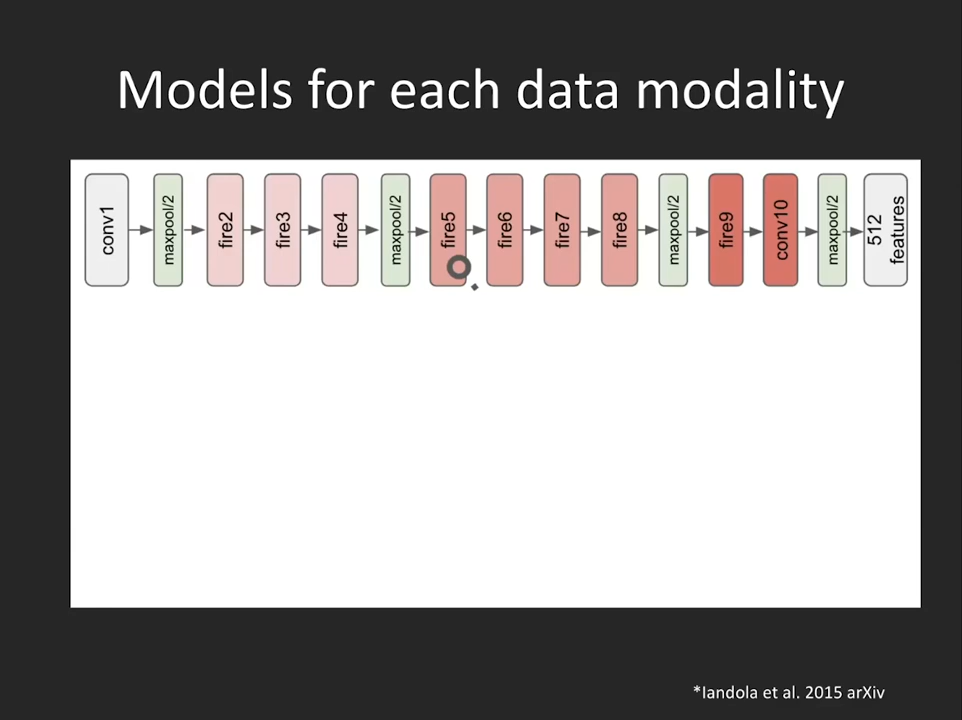 Models for each data modality
conv1
maxpool/2
fire2
fire3
fire4
maxpool/2
fire5
fire6
fire7
fire8
maxpool/2
fire9
conv10
maxpool/2
512
features
*Iandola et al. 2015 arXiv